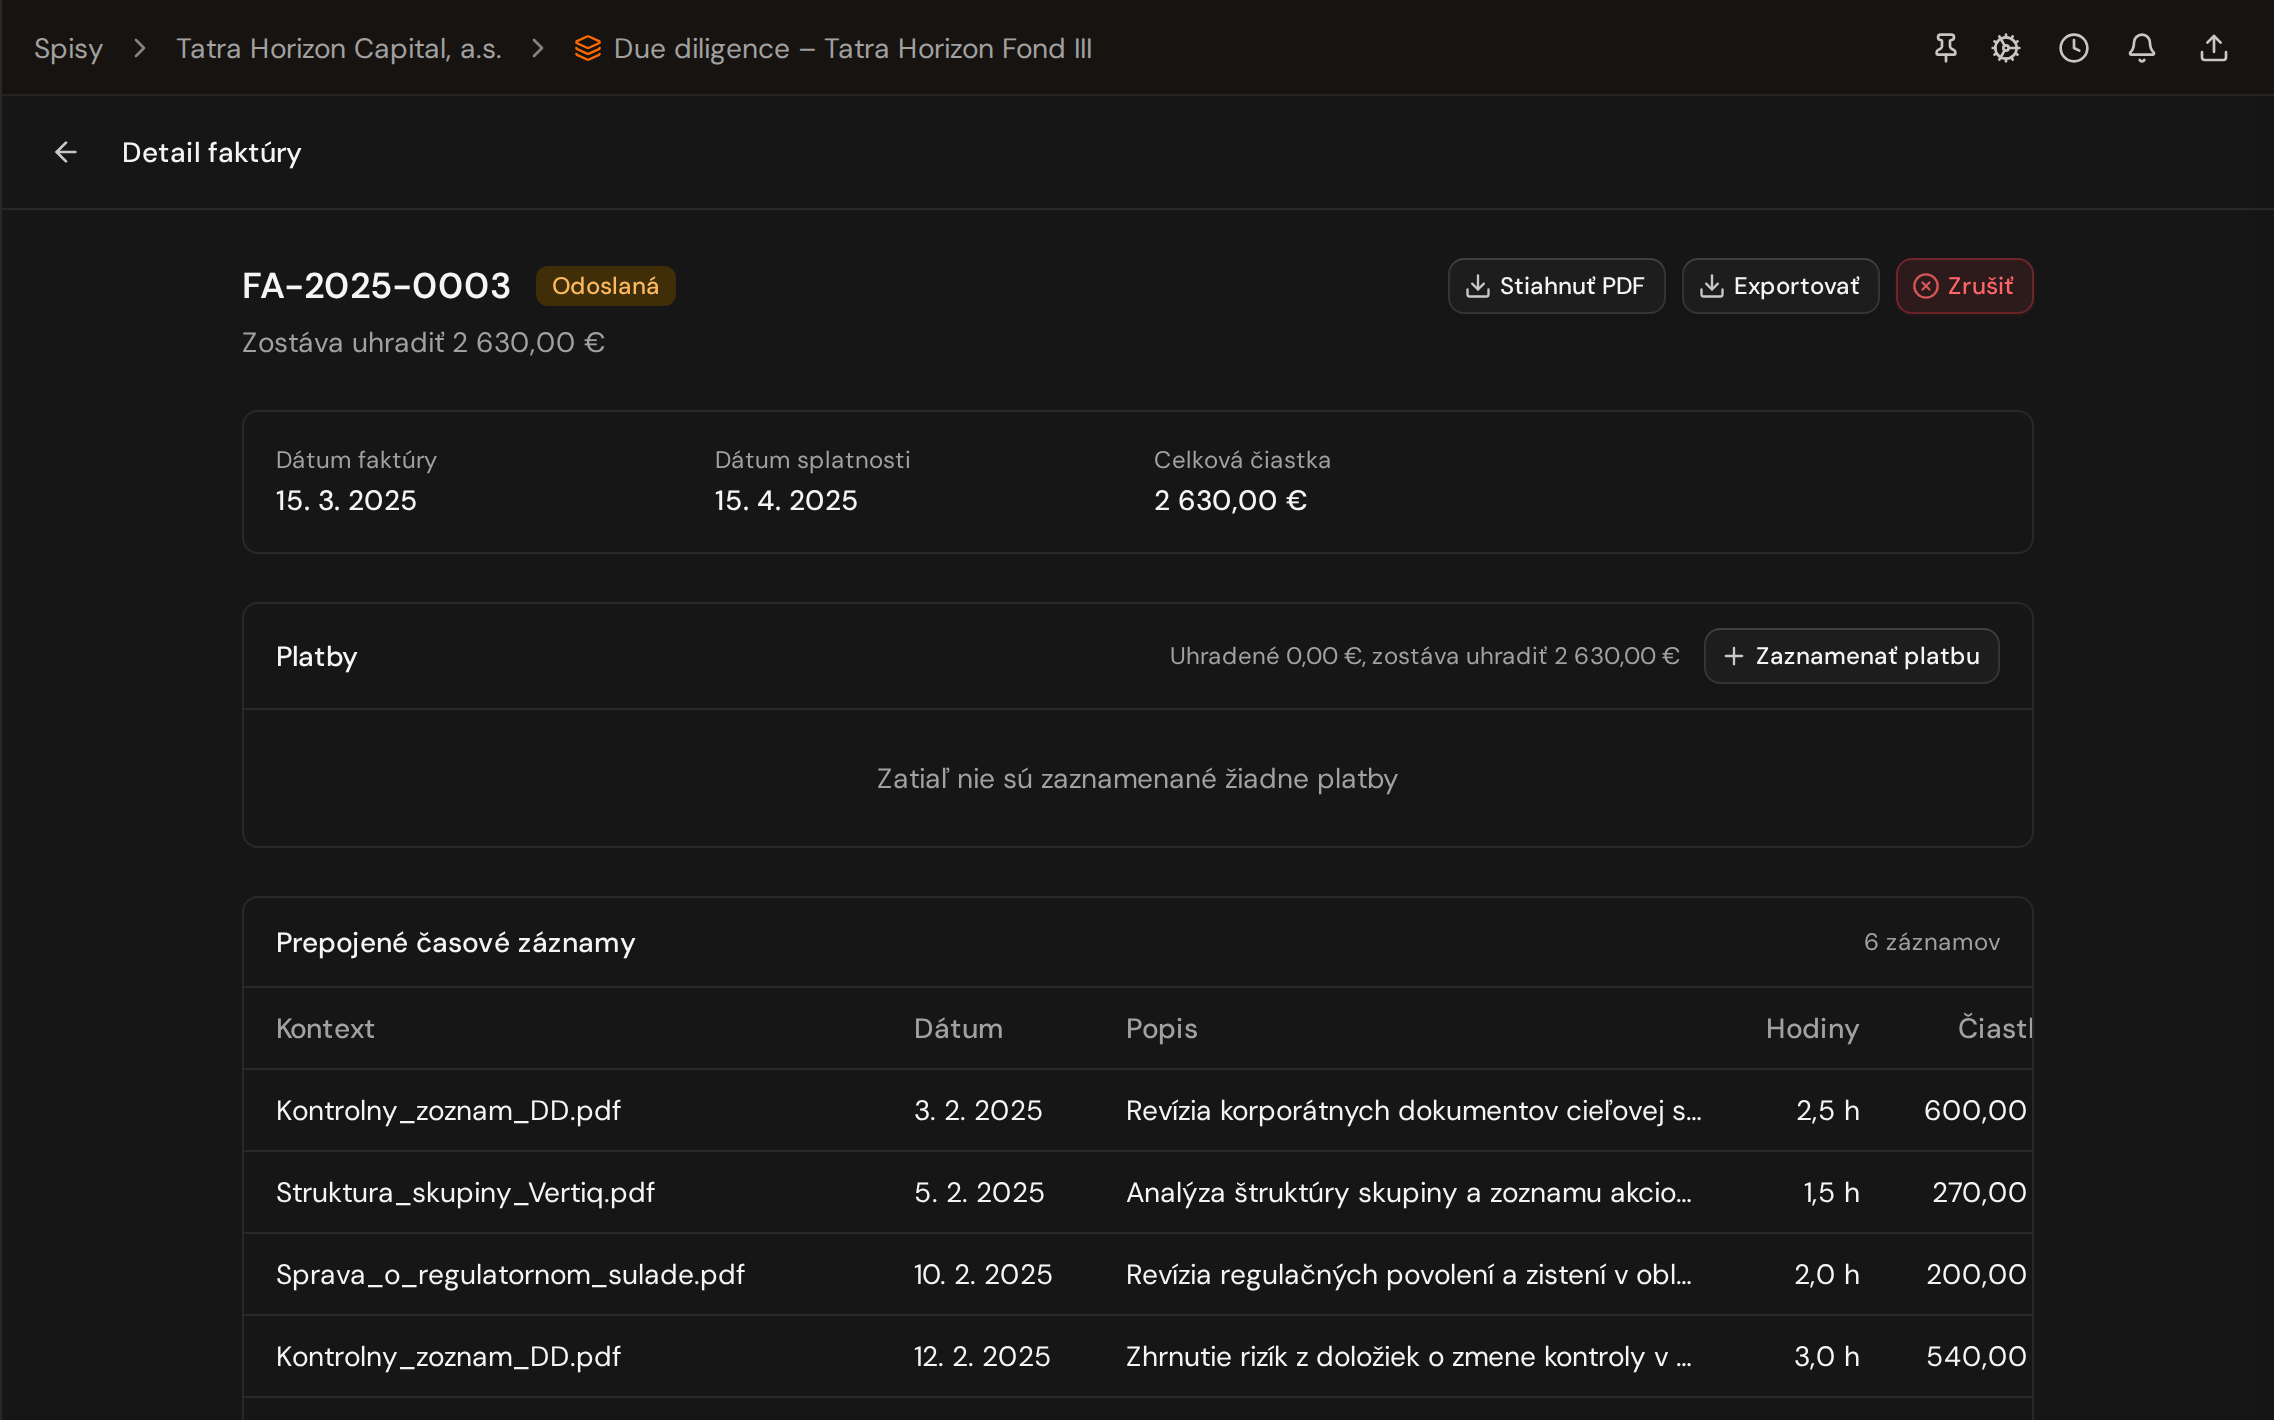 Spisy
Tatra Horizon Capital, a.s.
Due diligence – Tatra Horizon Fond III
Detail faktúry
FA-2025-0003
Odoslaná
Stiahnuť PDF
Exportovať
Zrušiť
Zostáva uhradiť 2 630,00 €
Dátum faktúry
Dátum splatnosti
Celková čiastka
15. 3. 2025
15. 4. 2025
2 630,00 €
Platby
Uhradené 0,00 €, zostáva uhradiť 2 630,00 €
Zaznamenať platbu
Zatiaľ nie sú zaznamenané žiadne platby
Prepojené časové záznamy
6 záznamov
Kontext
Dátum
Popis
Hodiny
Kontrolny_zoznam_DD.pdf
3. 2. 2025
Revízia korporátnych dokumentov cieľovej s...
2,5 h
600,00
Struktura_skupiny_Vertiq.pdf
5. 2. 2025
Analýza štruktúry skupiny a zoznamu akcio...
1,5 h
270,00
Sprava_o_regulatornom_sulade.pdf
10. 2. 2025
Revízia regulačných povolení a zistení v obl...
2,0 h
200,00
Kontrolny_zoznam_DD.pdf
12. 2. 2025
Zhrnutie rizík z doložiek o zmene kontroly v ...
3,0 h
540,00